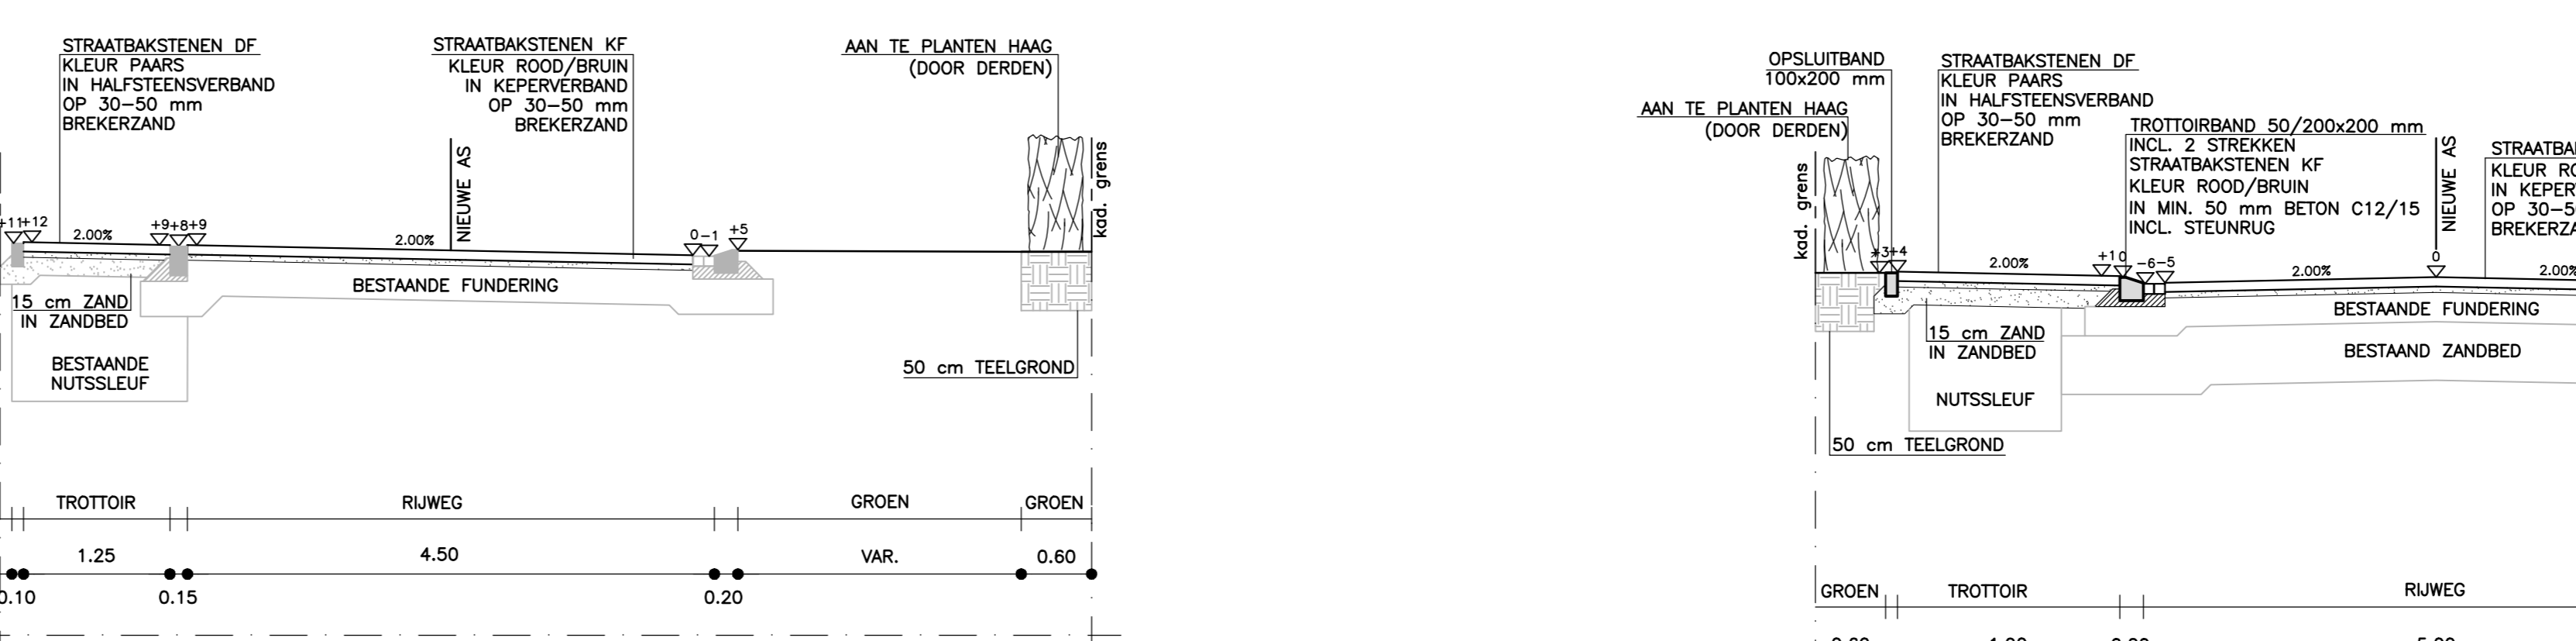 STRAATBAKSTENEN DF
KLEUR PAARS
IN HALFSTEENSVERBAND
OP 30-50 mm
BREKERZAND
STRAATBAKSTENEN KF
KLEUR ROOD/BRUIN
IN KEPERVERBAND
OP 30-50 mm
BREKERZAND
AAN TE PLANTEN HAAG
(DOOR DERDEN)
NIEUWE AS
kad. grens
+11+12
2.00%
+9+8+9
2.00%
0-1
+5
BESTAANDE FUNDERING
15 cm ZAND
IN ZANDBED
BESTAANDE
NUTSSLEUF
50 cm TEELGROND
TROTTOIR
RIJWEG
GROEN
GROEN
1.25
4.50
VAR.
0.60
0.10
0.15
0.20
OPSLUITBAND
100x200 mm
AAN TE PLANTEN HAAG
(DOOR DERDEN)
STRAATBAKSTENEN DF
KLEUR PAARS
IN HALFSTEENSVERBAND
OP 30-50 mm
BREKERZAND
TROTTOIRBAND 50/200x200 mm
INCL. 2 STREKKEN
STRAATBAKSTENEN KF
KLEUR ROOD/BRUIN
IN MIN. 50 mm BETON C12/15
INCL. STEUNRUG
NIEUWE AS
kad. grens
+3+4
2.00%
+1 0
-6-5
2.00%
0
2.00%
BESTAANDE FUNDERING
BESTAAND ZANDBED
15 cm ZAND
IN ZANDBED
NUTSSLEUF
50 cm TEELGROND
GROEN
TROTTOIR
RIJWEG